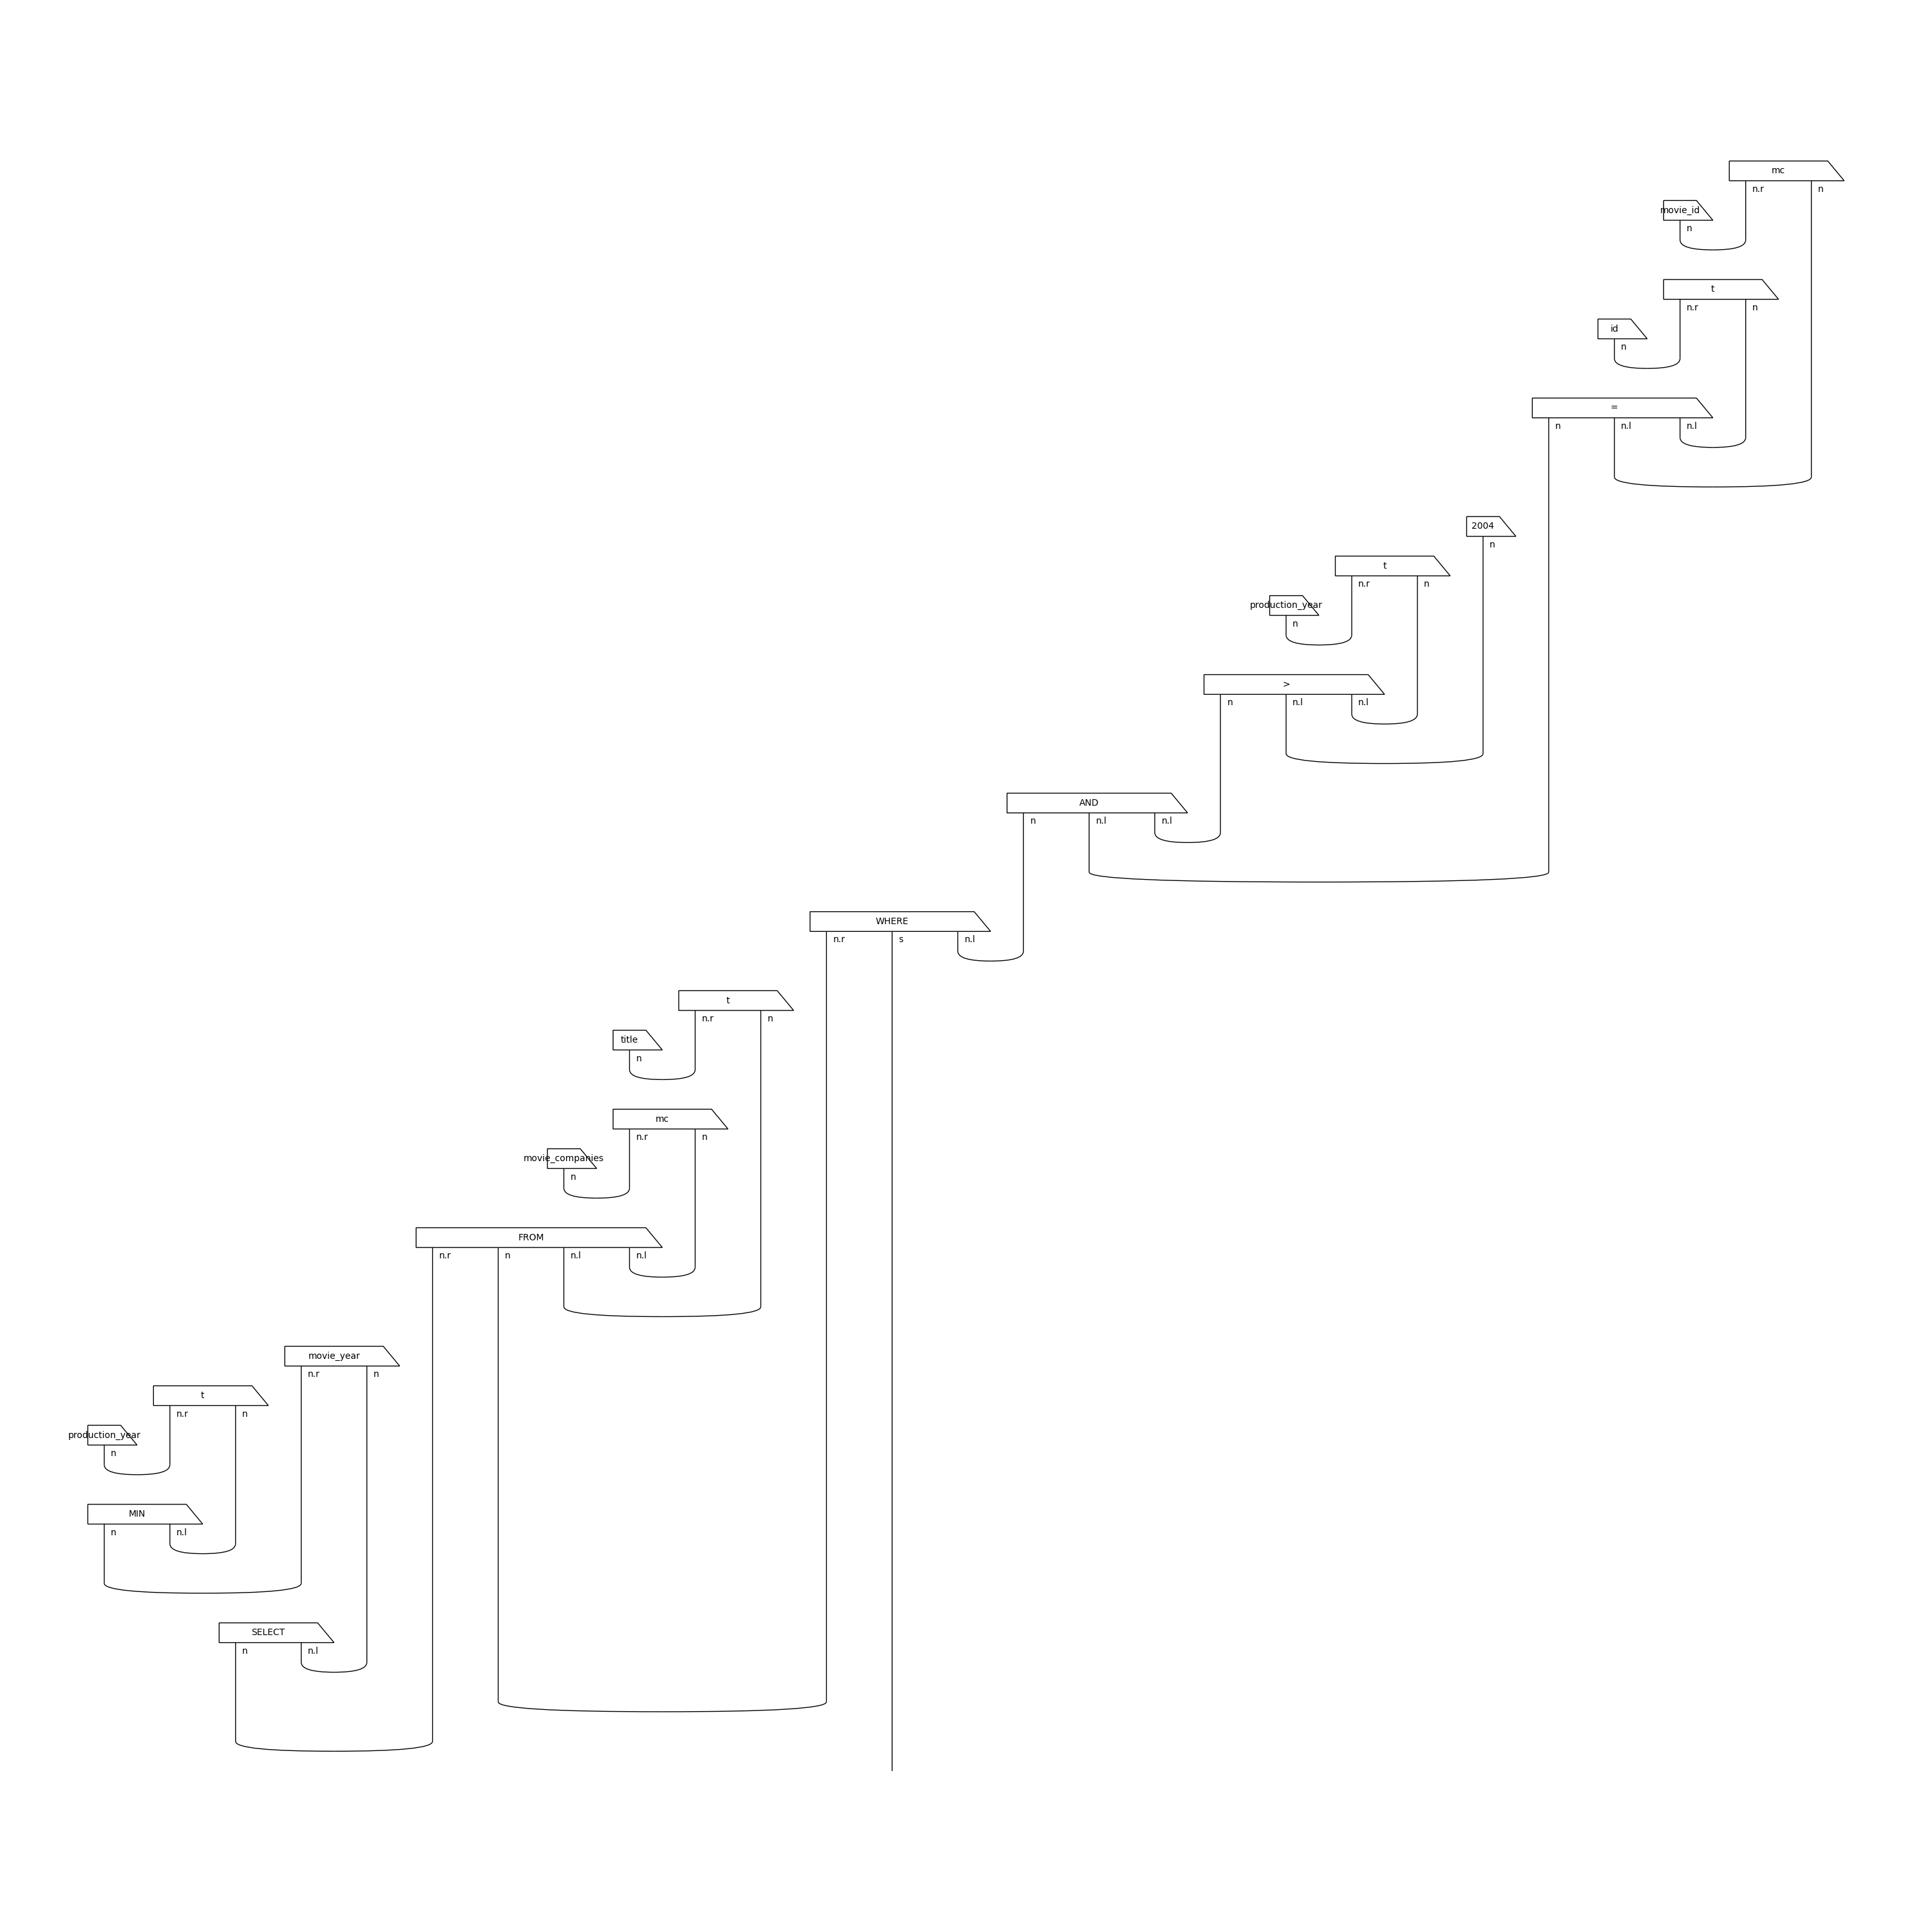 mc
n.r n
movie_id
n
t
n.r n
id
n
=
n n.l n.l
2004
n
t
n.r n
production_year
n
>
n n.l n.l
AND
n n.l n.l
WHERE
n.r s n.l
t
n.r n
title
n
mc
n.r n
movie_companies
n
FROM
n.r n n.l n.l
movie_year
n.r n
t
n.r n
production_year
n
MIN
n n.l
SELECT
n n.l